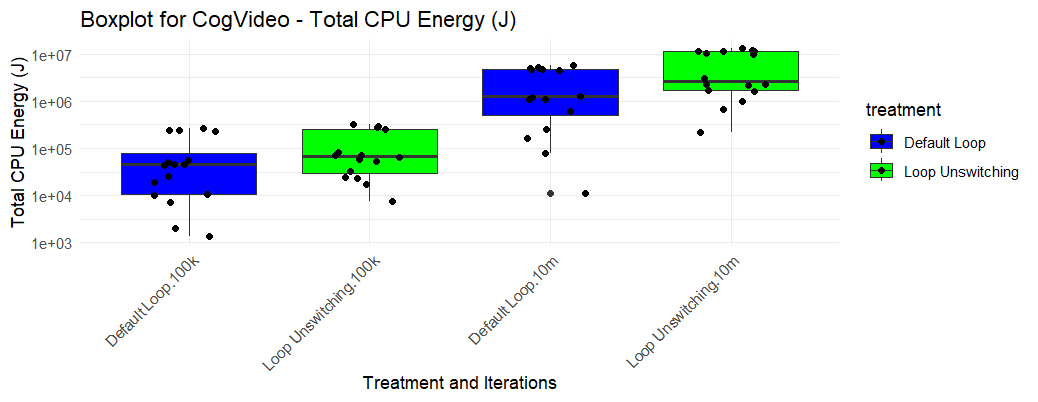 Boxplot for CogVideo - Total CPU Energy (J)
Total CPU Energy (J)
1e+07
1e+06
1e+05
1e+04
1e+03
Default Loop.100k
Loop Unswitching.100k
Default Loop.10m
Loop Unswitching.10m
Treatment and Iterations
treatment
Default Loop
Loop Unswitching